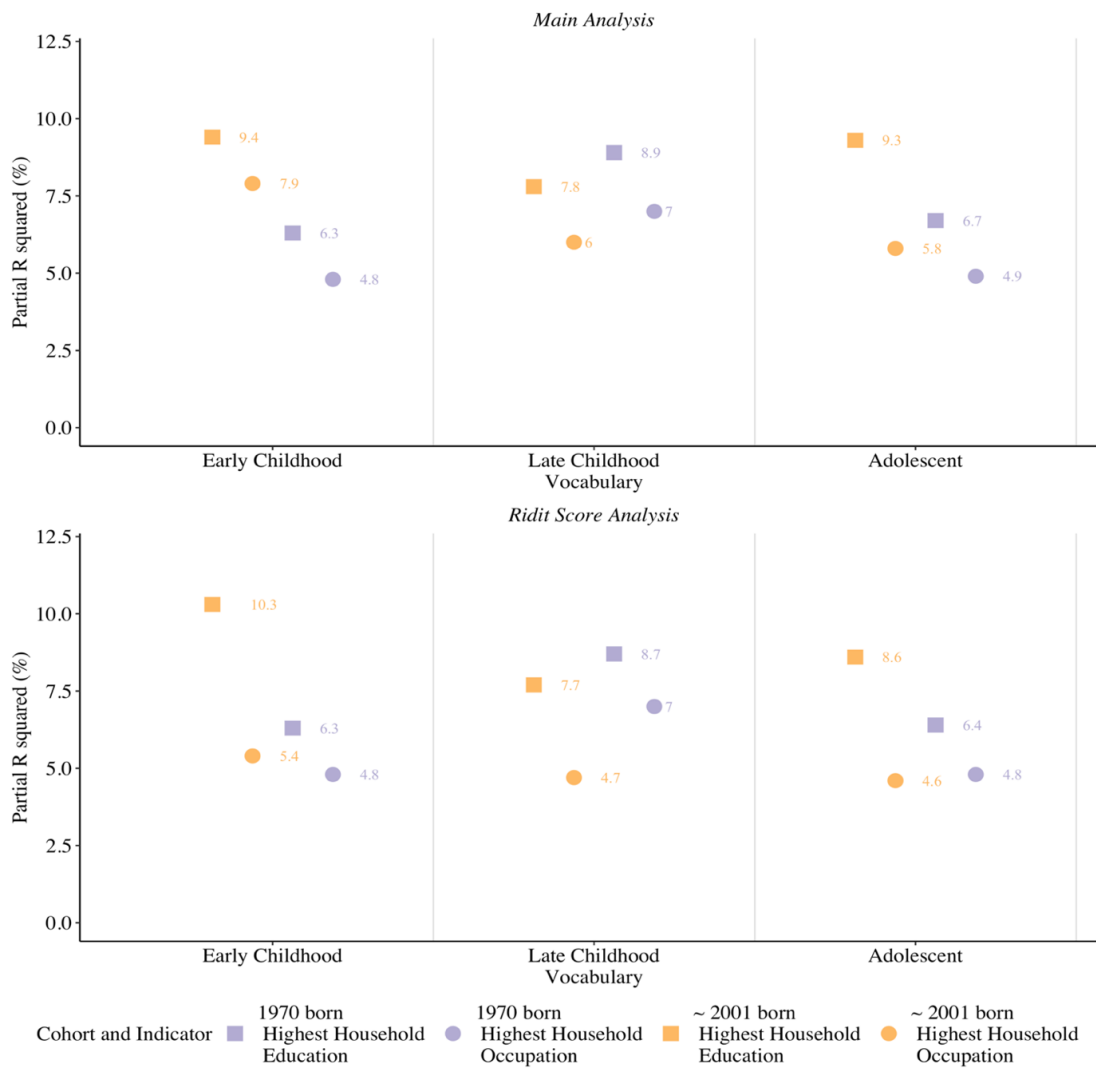 Main Analysis
12.5
10.0
7.5
5.0
2.5
0.0
Partial R squared (%)
9.4
7.9
6.3
4.8
7.8
6
8.9
7
9.3
5.8
6.7
4.9
Early Childhood
Late Childhood
Adolescent
Vocabulary
Ridit Score Analysis
12.5
10.0
7.5
5.0
2.5
0.0
Partial R squared (%)
10.3
5.4
6.3
4.8
7.7
4.7
8.7
7
8.6
4.6
6.4
4.8
Early Childhood
Late Childhood
Adolescent
Vocabulary
Cohort and Indicator
1970 born
Highest Household
Education
1970 born
Highest Household
Occupation
~ 2001 born
Highest Household
Education
~ 2001 born
Highest Household
Occupation